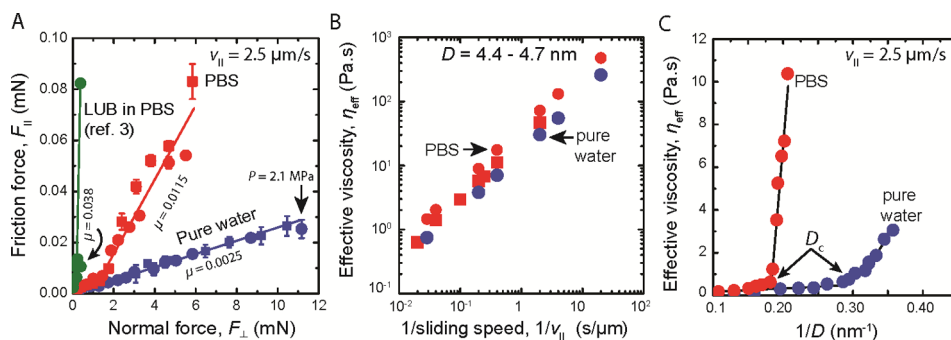 A
Friction force, F∥ (mN)
0.10
0.08
0.06
0.04
0.02
0.00
v∥ = 2.5 µm/s
PBS
LUB in PBS
(ref. 3)
µ= 0.038
µ= 0.0115
P = 2.1 MPa
Pure water
µ= 0.0025
0 2 4 6 8 10 12
Normal force, F⊥ (mN)
B
Effective viscosity, ηeff (Pa.s)
10³
10²
10¹
10⁰
10⁻¹
D = 4.4 - 4.7 nm
PBS
pure
water
10⁻² 10⁻¹ 1 10¹ 10²
1/sliding speed, 1/v∥ (s/µm)
C
Effective viscosity, ηeff (Pa.s)
10
8
6
4
2
0
v∥ = 2.5 µm/s
PBS
pure
water
Dc
0.10 0.20 0.30 0.40
1/D (nm⁻¹)